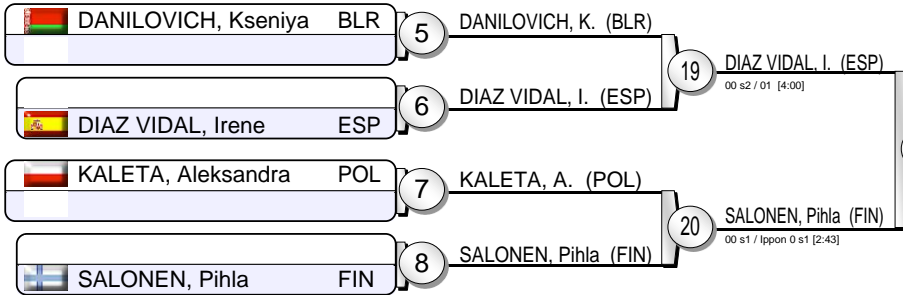 DANILOVICH, Kseniya BLR
5
DANILOVICH, K. (BLR)
19
DIAZ VIDAL, I. (ESP)
00 s2 / 01 [4:00]
6
DIAZ VIDAL, I. (ESP)
DIAZ VIDAL, Irene ESP
KALETA, Aleksandra POL
7
KALETA, A. (POL)
20
SALONEN, Pihla (FIN)
00 s1 / Ippon 0 s1 [2:43]
8
SALONEN, Pihla (FIN)
SALONEN, Pihla FIN